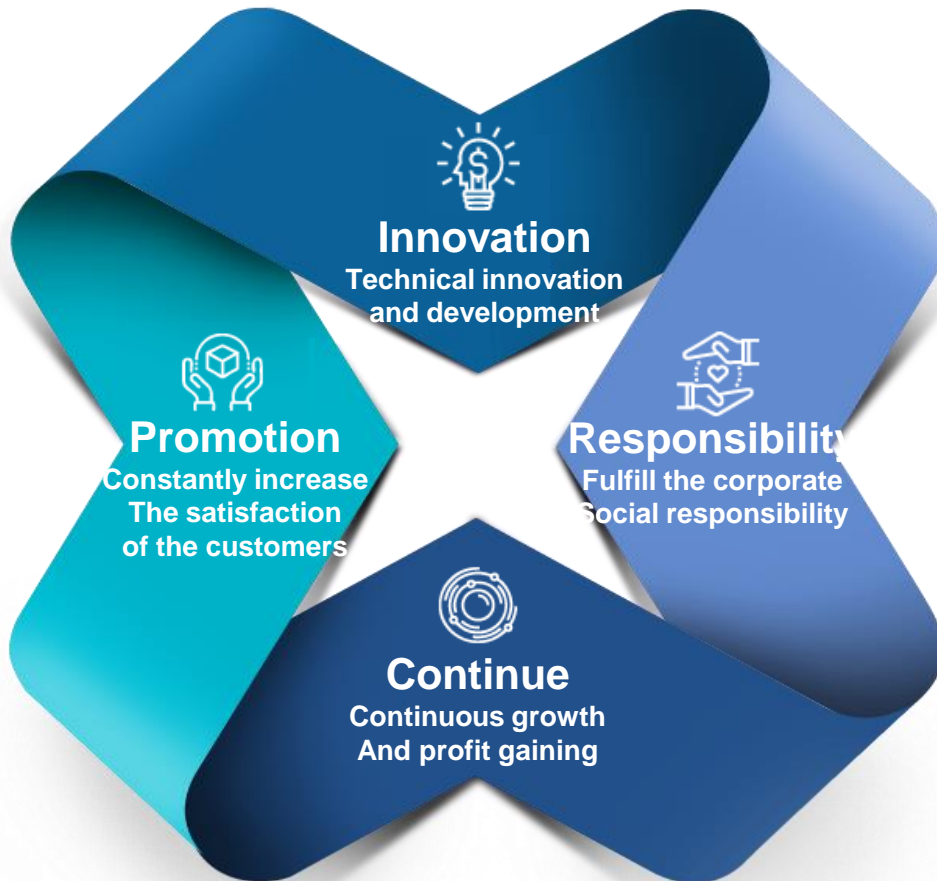 Innovation
Technical innovation
and development
Promotion
Constantly increase
The satisfaction
of the customers
Responsibility
Fulfill the corporate
Social responsibility
Continue
Continuous growth
And profit gaining